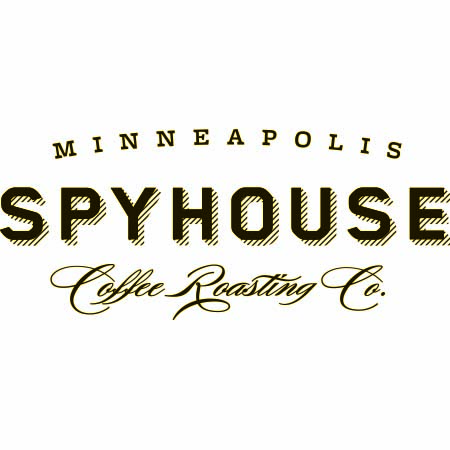 MINNEAPOLIS
SPYHOUSE
Coffee Roasting Co.